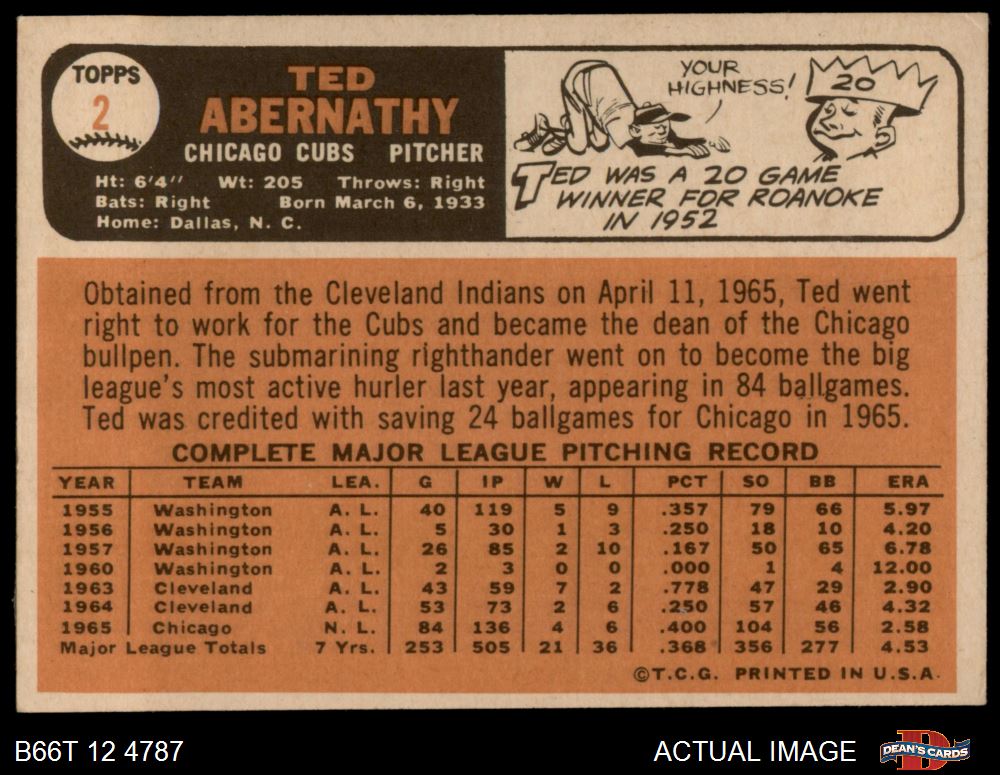 TOPPS
2
TED
ABERNATHY
CHICAGO CUBS PITCHER
Ht: 6'4" Wt: 205 Throws: Right
Bats: Right Born March 6, 1933
Home: Dallas, N. C.
YOUR
HIGHNESS!
20
TED WAS A 20 GAME
WINNER FOR ROANOKE
IN 1952
Obtained from the Cleveland Indians on April 11, 1965, Ted went
right to work for the Cubs and became the dean of the Chicago
bullpen. The submarining righthander went on to become the big
league's most active hurler last year, appearing in 84 ballgames.
Ted was credited with saving 24 ballgames for Chicago in 1965.
COMPLETE MAJOR LEAGUE PITCHING RECORD
YEAR TEAM LEA. G IP W L PCT SO BB ERA
1955 Washington A. L. 40 119 5 9 .357 79 66 5.97
1956 Washington A. L. 5 30 1 3 .250 18 10 4.20
1957 Washington A. L. 26 85 2 10 .167 50 65 6.78
1960 Washington A. L. 2 3 0 0 .000 1 4 12.00
1963 Cleveland A. L. 43 59 7 2 .778 47 29 2.90
1964 Cleveland A. L. 53 73 2 6 .250 57 46 4.32
1965 Chicago N. L. 84 136 4 6 .400 104 56 2.58
Major League Totals 7 Yrs. 253 505 21 36 .368 356 277 4.53
©T.C.G. PRINTED IN U.S.A.
B66T 12 4787
ACTUAL IMAGE
D
DEAN'S CARDS